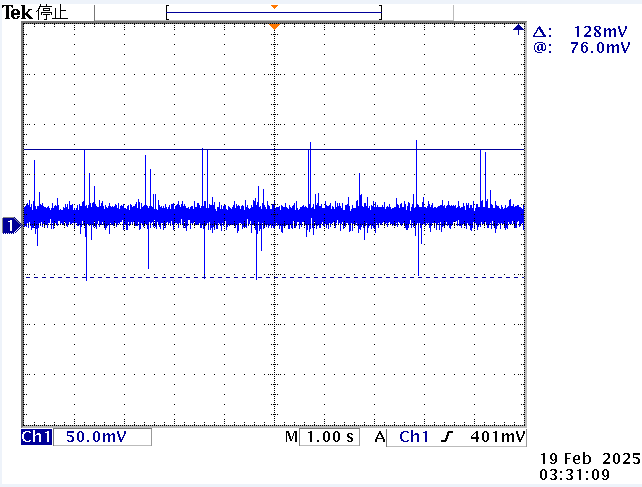 Tek 停止
Δ: 128mV
@: 76.0mV
1
Ch1 50.0mV M 1.00 s A Ch1 401mV
19 Feb 2025
03:31:09